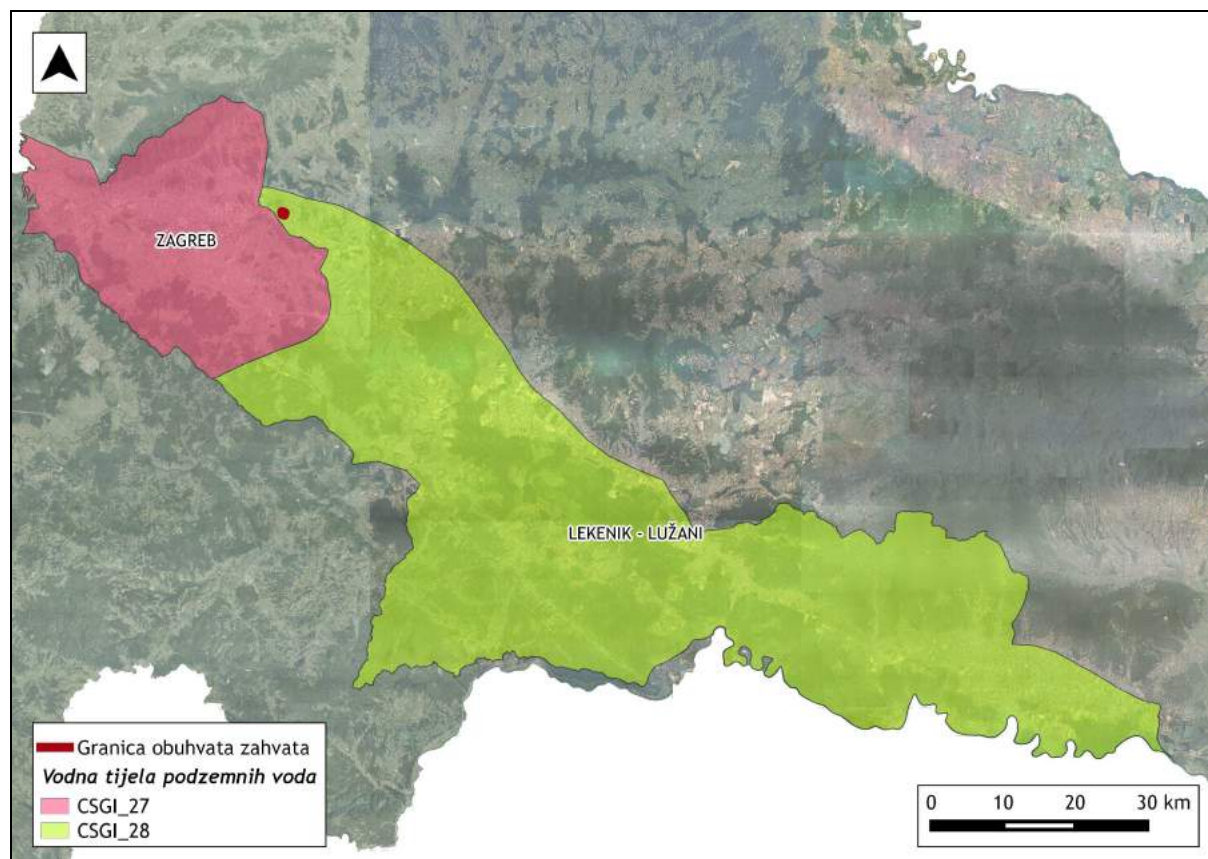 ZAGREB
LEKENIK - LUŽANI
Granica obuhvata zahvata
Vodna tijela podzemnih voda
CSGI_27
CSGI_28
0 10 20 30 km